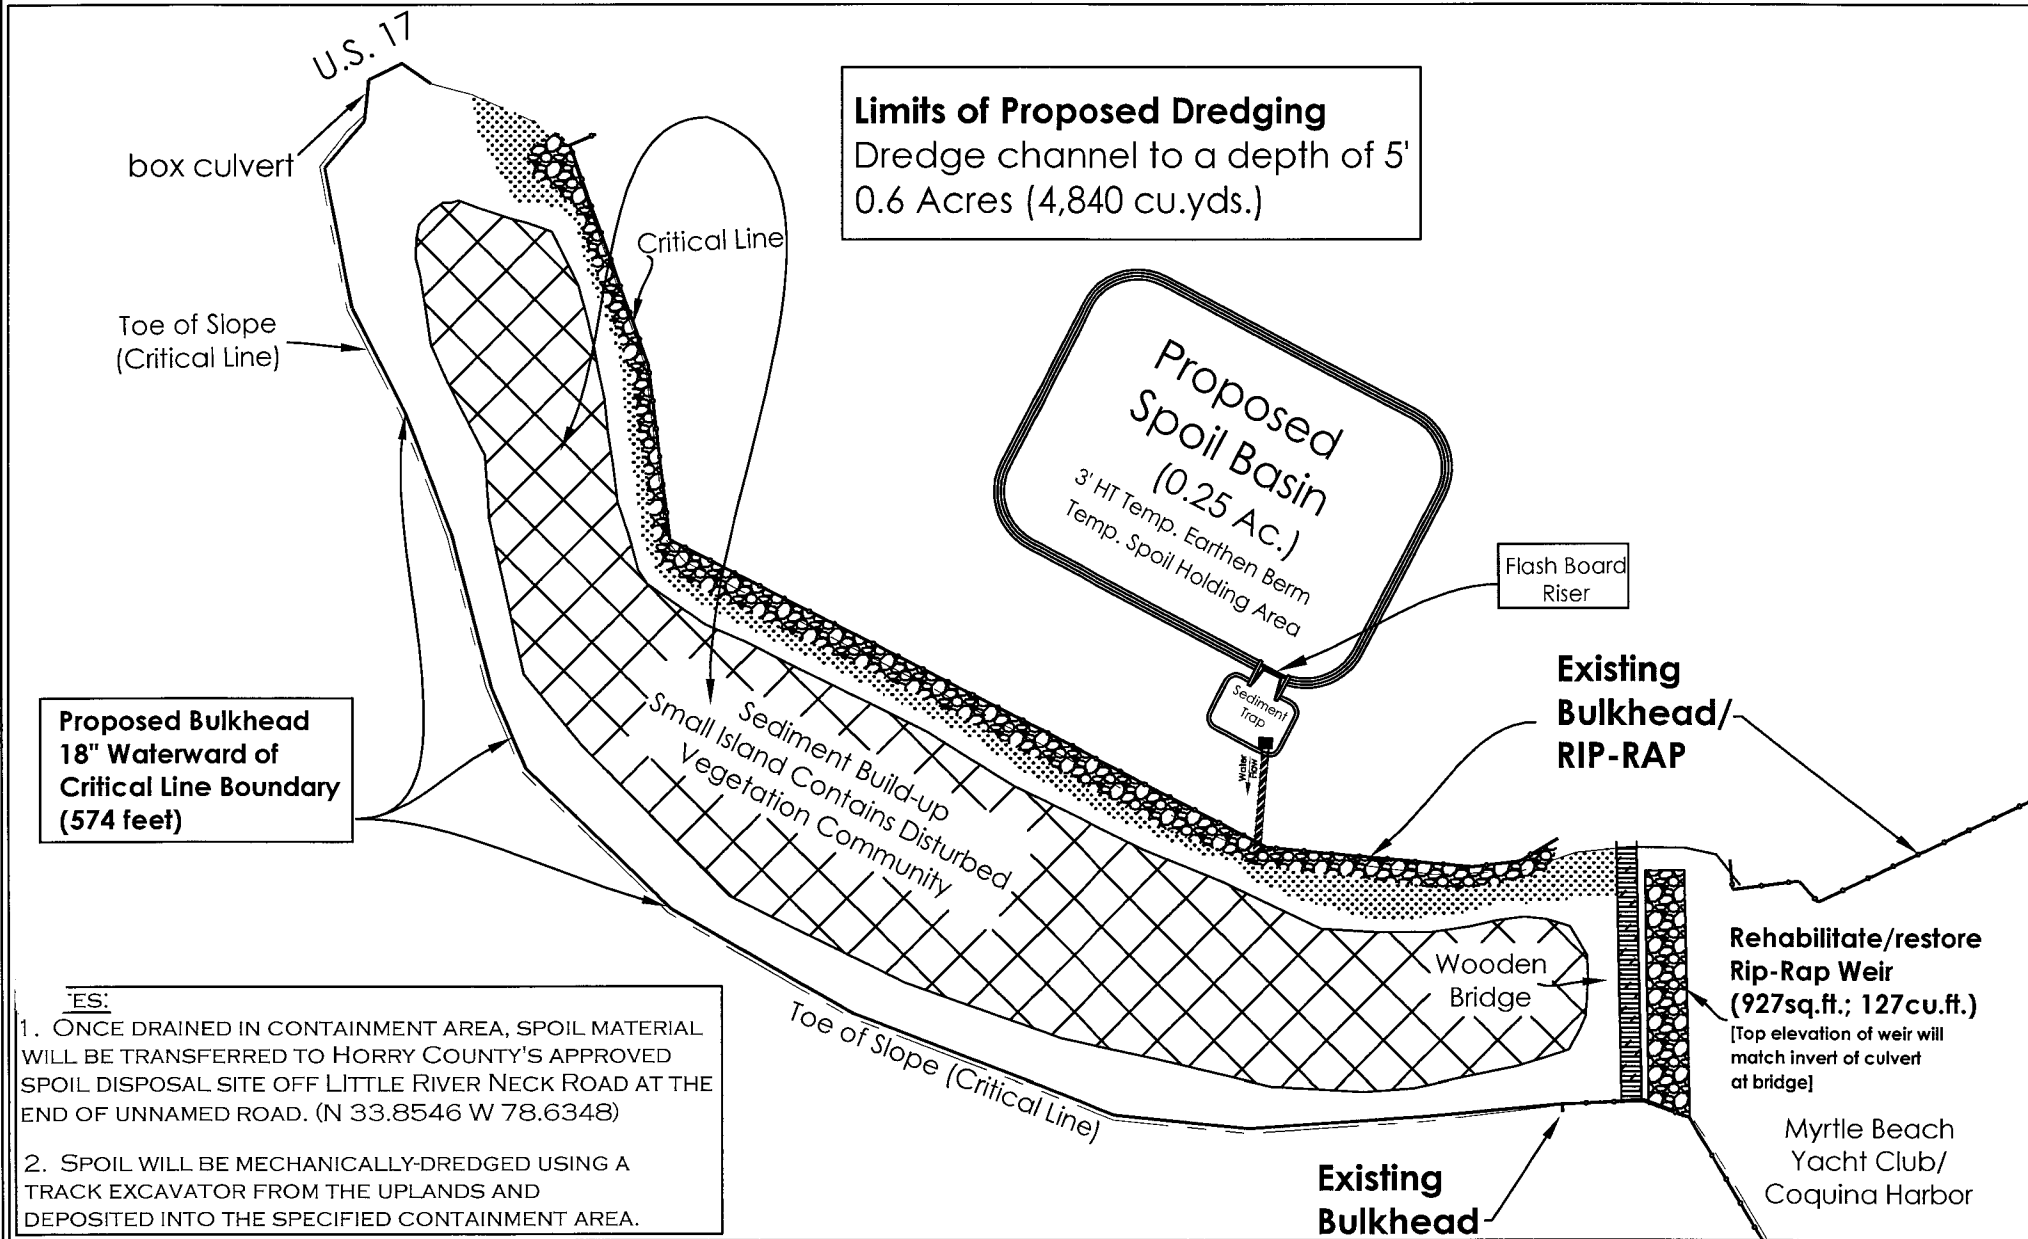 U.S. 17
box culvert
Limits of Proposed Dredging
Dredge channel to a depth of 5'
0.6 Acres (4,840 cu.yds.)
Critical Line
Toe of Slope
(Critical Line)
Proposed
Spoil Basin
(0.25 Ac.)
3' HT Temp. Earthen Berm
Temp. Spoil Holding Area
Flash Board
Riser
Sediment
Trap
Water
Flow
Existing
Bulkhead/
RIP-RAP
Proposed Bulkhead
18" Waterward of
Critical Line Boundary
(574 feet)
Sediment Build-up
Small Island Contains Disturbed
Vegetation Community
Wooden
Bridge
Rehabilitate/restore
Rip-Rap Weir
(927sq.ft.; 127cu.ft.)
[Top elevation of weir will
match invert of culvert
at bridge]
Toe of Slope (Critical Line)
Myrtle Beach
Yacht Club/
Coquina Harbor
Existing
Bulkhead
ES:
1. ONCE DRAINED IN CONTAINMENT AREA, SPOIL MATERIAL
WILL BE TRANSFERRED TO HORRY COUNTY'S APPROVED
SPOIL DISPOSAL SITE OFF LITTLE RIVER NECK ROAD AT THE
END OF UNNAMED ROAD. (N 33.8546 W 78.6348)
2. SPOIL WILL BE MECHANICALLY-DREDGED USING A
TRACK EXCAVATOR FROM THE UPLANDS AND
DEPOSITED INTO THE SPECIFIED CONTAINMENT AREA.